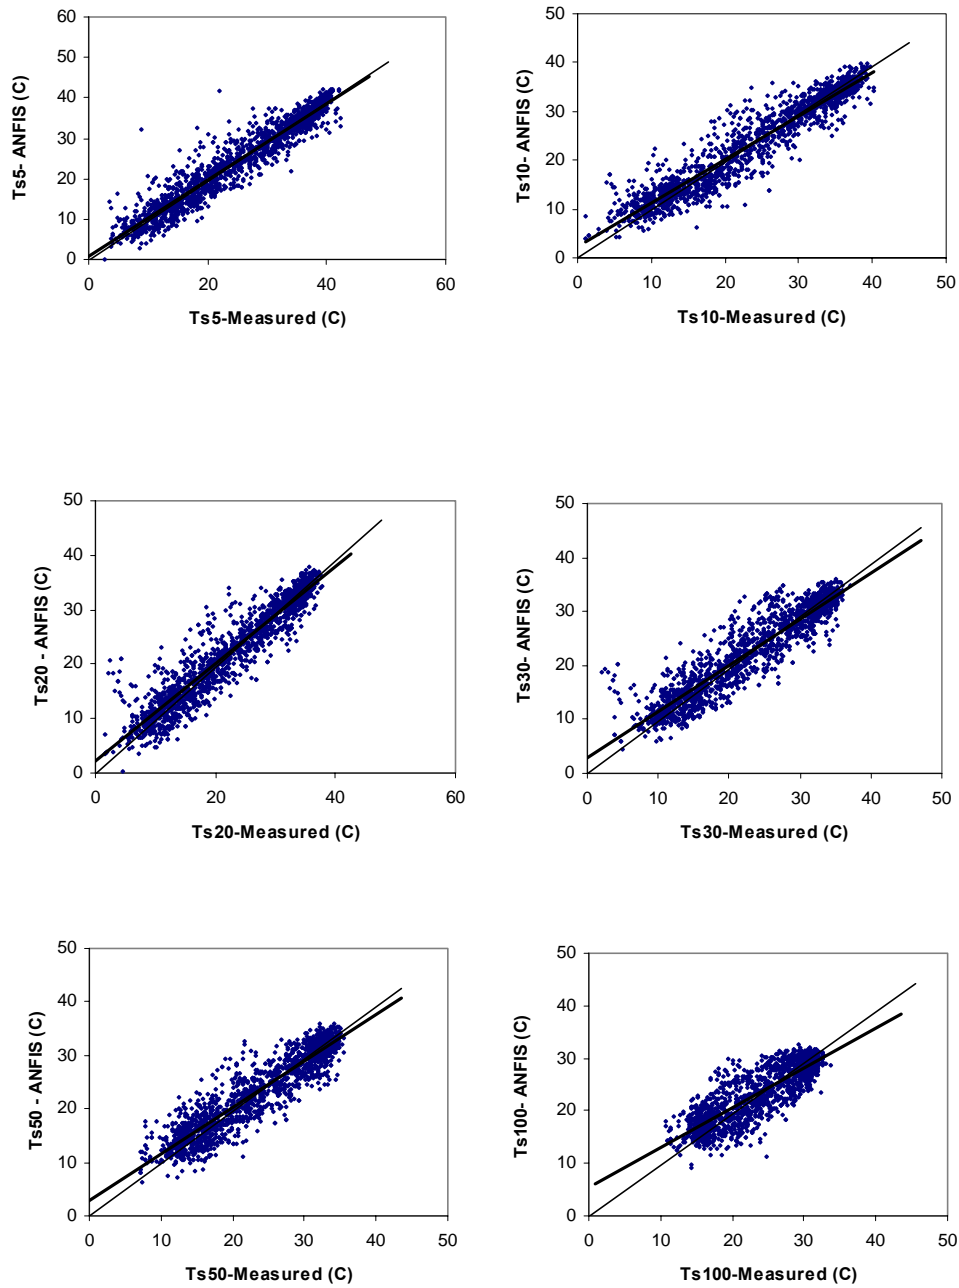 60
50
40
30
20
10
0
0 20 40 60
Ts5- ANFIS (C)
Ts5-Measured (C)
50
40
30
20
10
0
0 10 20 30 40 50
Ts10- ANFIS (C)
Ts10-Measured (C)
50
40
30
20
10
0
0 20 40 60
Ts20 - ANFIS (C)
Ts20-Measured (C)
50
40
30
20
10
0
0 10 20 30 40 50
Ts30- ANFIS (C)
Ts30-Measured (C)
50
40
30
20
10
0
0 10 20 30 40 50
Ts50 - ANFIS (C)
Ts50-Measured (C)
50
40
30
20
10
0
0 10 20 30 40 50
Ts100- ANFIS (C)
Ts100-Measured (C)